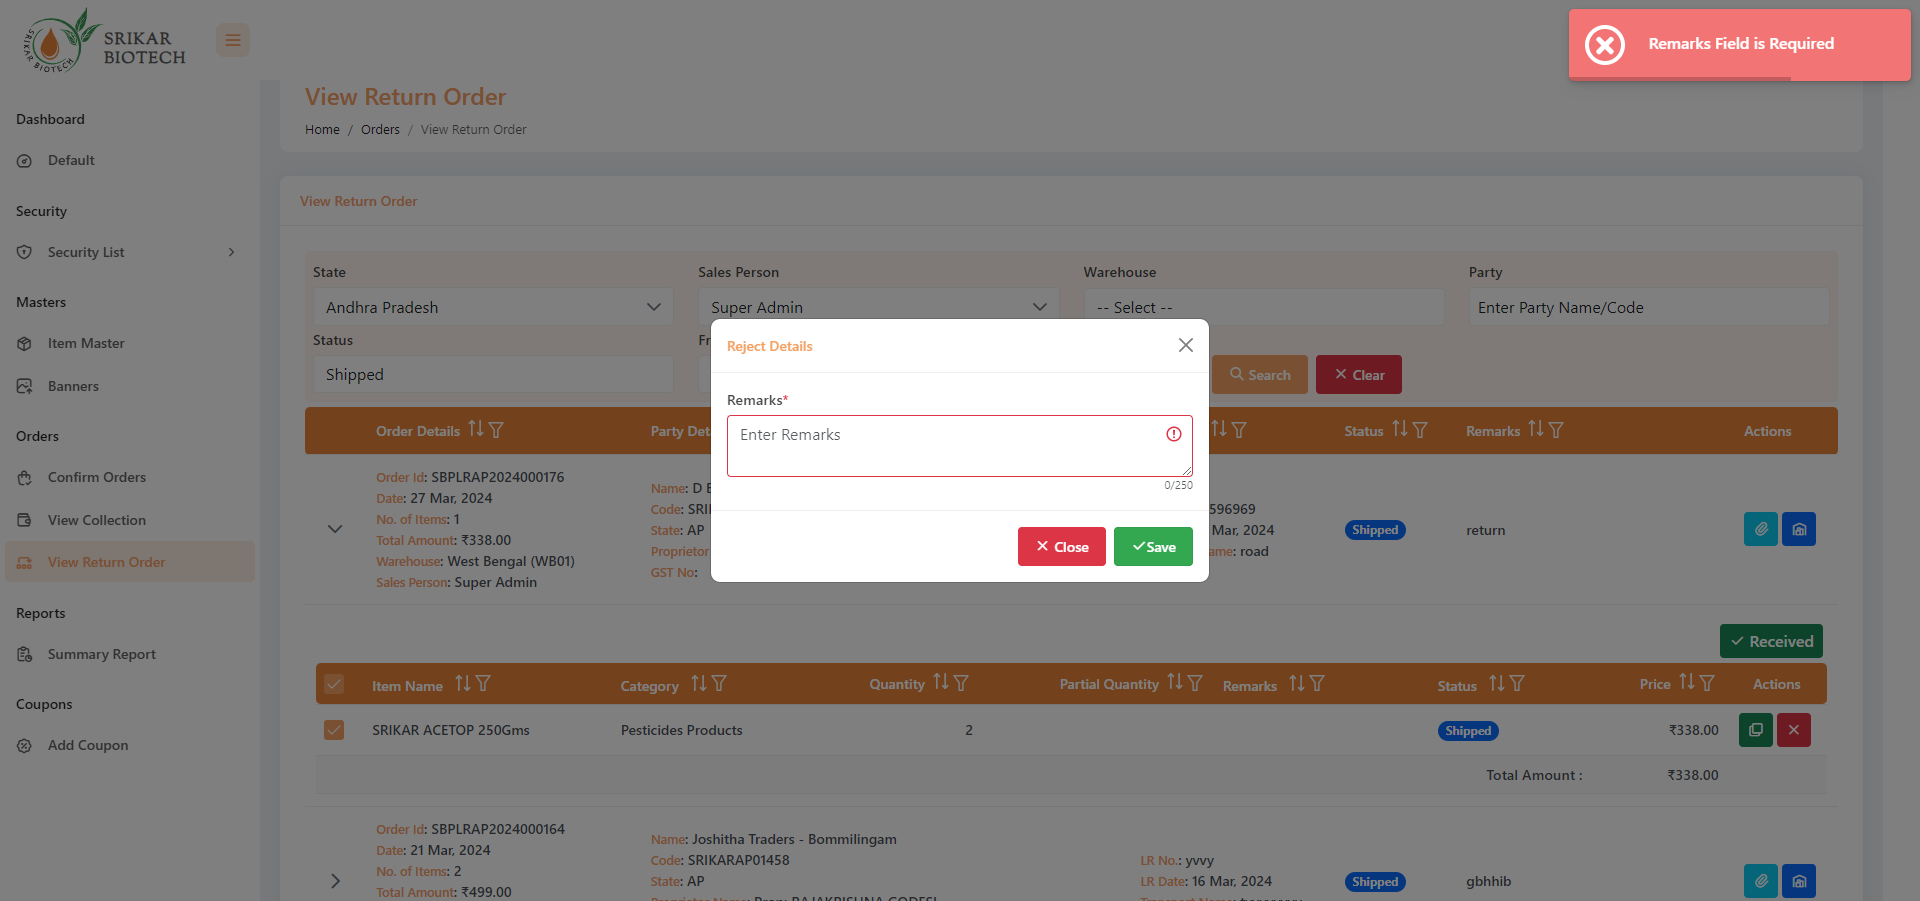 SRIKAR
BIOTECH
SRIKAR BIOTECH
Remarks Field is Required
Dashboard
Default
Security
Security List
Masters
Item Master
Banners
Orders
Confirm Orders
View Collection
View Return Order
Reports
Summary Report
Coupons
Add Coupon
View Return Order
Home / Orders / View Return Order
View Return Order
State Sales Person Warehouse Party
Andhra Pradesh Super Admin -- Select -- Enter Party Name/Code
Status
Shipped Search Clear
Reject Details
Remarks*
Enter Remarks
0/250
Close Save
Order Details Status Remarks Actions
Order Id: SBPLRAP2024000176
Date: 27 Mar, 2024
No. of Items: 1
Total Amount: ₹338.00
Warehouse: West Bengal (WB01)
Sales Person: Super Admin
Party
Name: D
Code:
State: AP
Proprietor
GST No:
596969
Mar, 2024
road
Shipped return
Received
Item Name Category Quantity Partial Quantity Remarks Status Price Actions
SRIKAR ACETOP 250Gms Pesticides Products 2 Shipped ₹338.00
Total Amount : ₹338.00
Order Id: SBPLRAP2024000164
Date: 21 Mar, 2024
No. of Items: 2
Total Amount: ₹499.00
Name: Joshitha Traders - Bommilingam
Code: SRIKARAP01458
State: AP
LR No.: yvvy
LR Date: 16 Mar, 2024
Shipped gbhhib